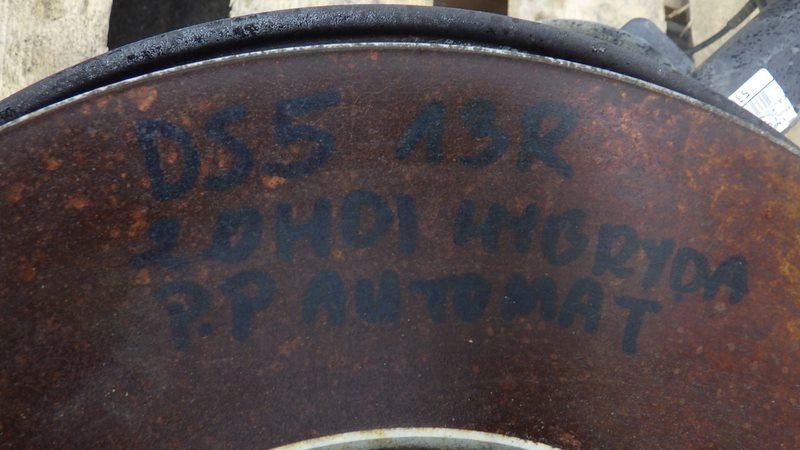 DS5 13R
2.0HDI HYBRYDA
P.P AUTOMAT